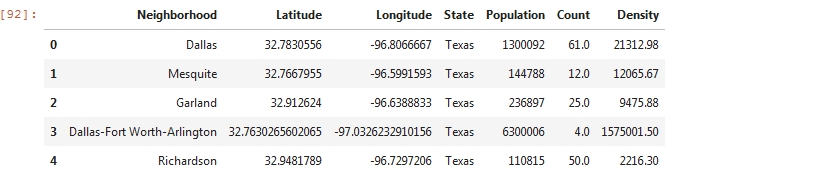 [92]:
Neighborhood Latitude Longitude State Population Count Density
0 Dallas 32.7830556 -96.8066667 Texas 1300092 61.0 21312.98
1 Mesquite 32.7667955 -96.5991593 Texas 144788 12.0 12065.67
2 Garland 32.912624 -96.6388833 Texas 236897 25.0 9475.88
3 Dallas-Fort Worth-Arlington 32.7630265602065 -97.0326232910156 Texas 6300006 4.0 1575001.50
4 Richardson 32.9481789 -96.7297206 Texas 110815 50.0 2216.30